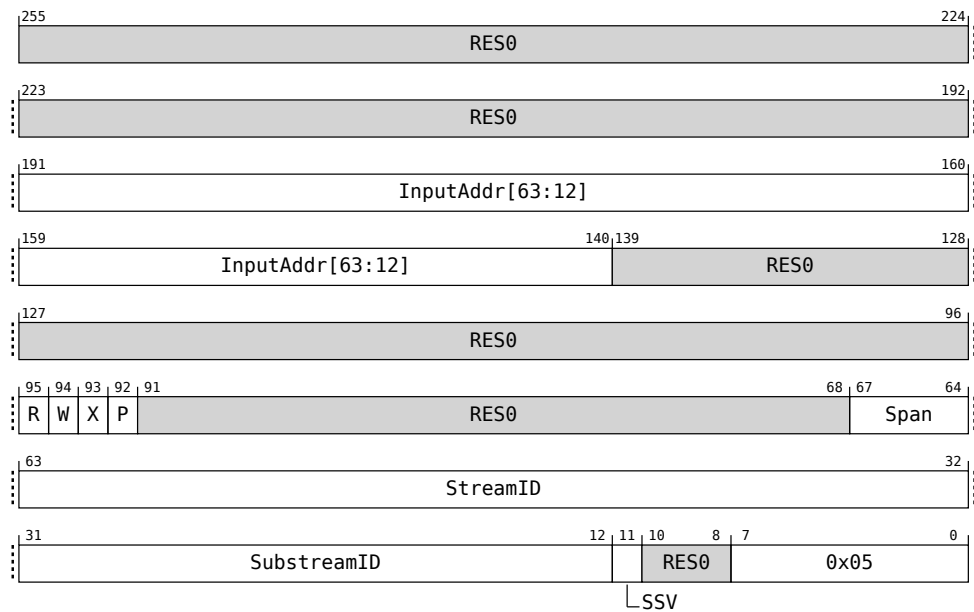 255 224
RES0
223 192
RES0
191 160
InputAddr[63:12]
159 140 139 128
InputAddr[63:12] RES0
127 96
RES0
95 94 93 92 91 68 67 64
R W X P RES0 Span
63 32
StreamID
31 12 11 10 8 7 0
SubstreamID RES0 0x05
SSV